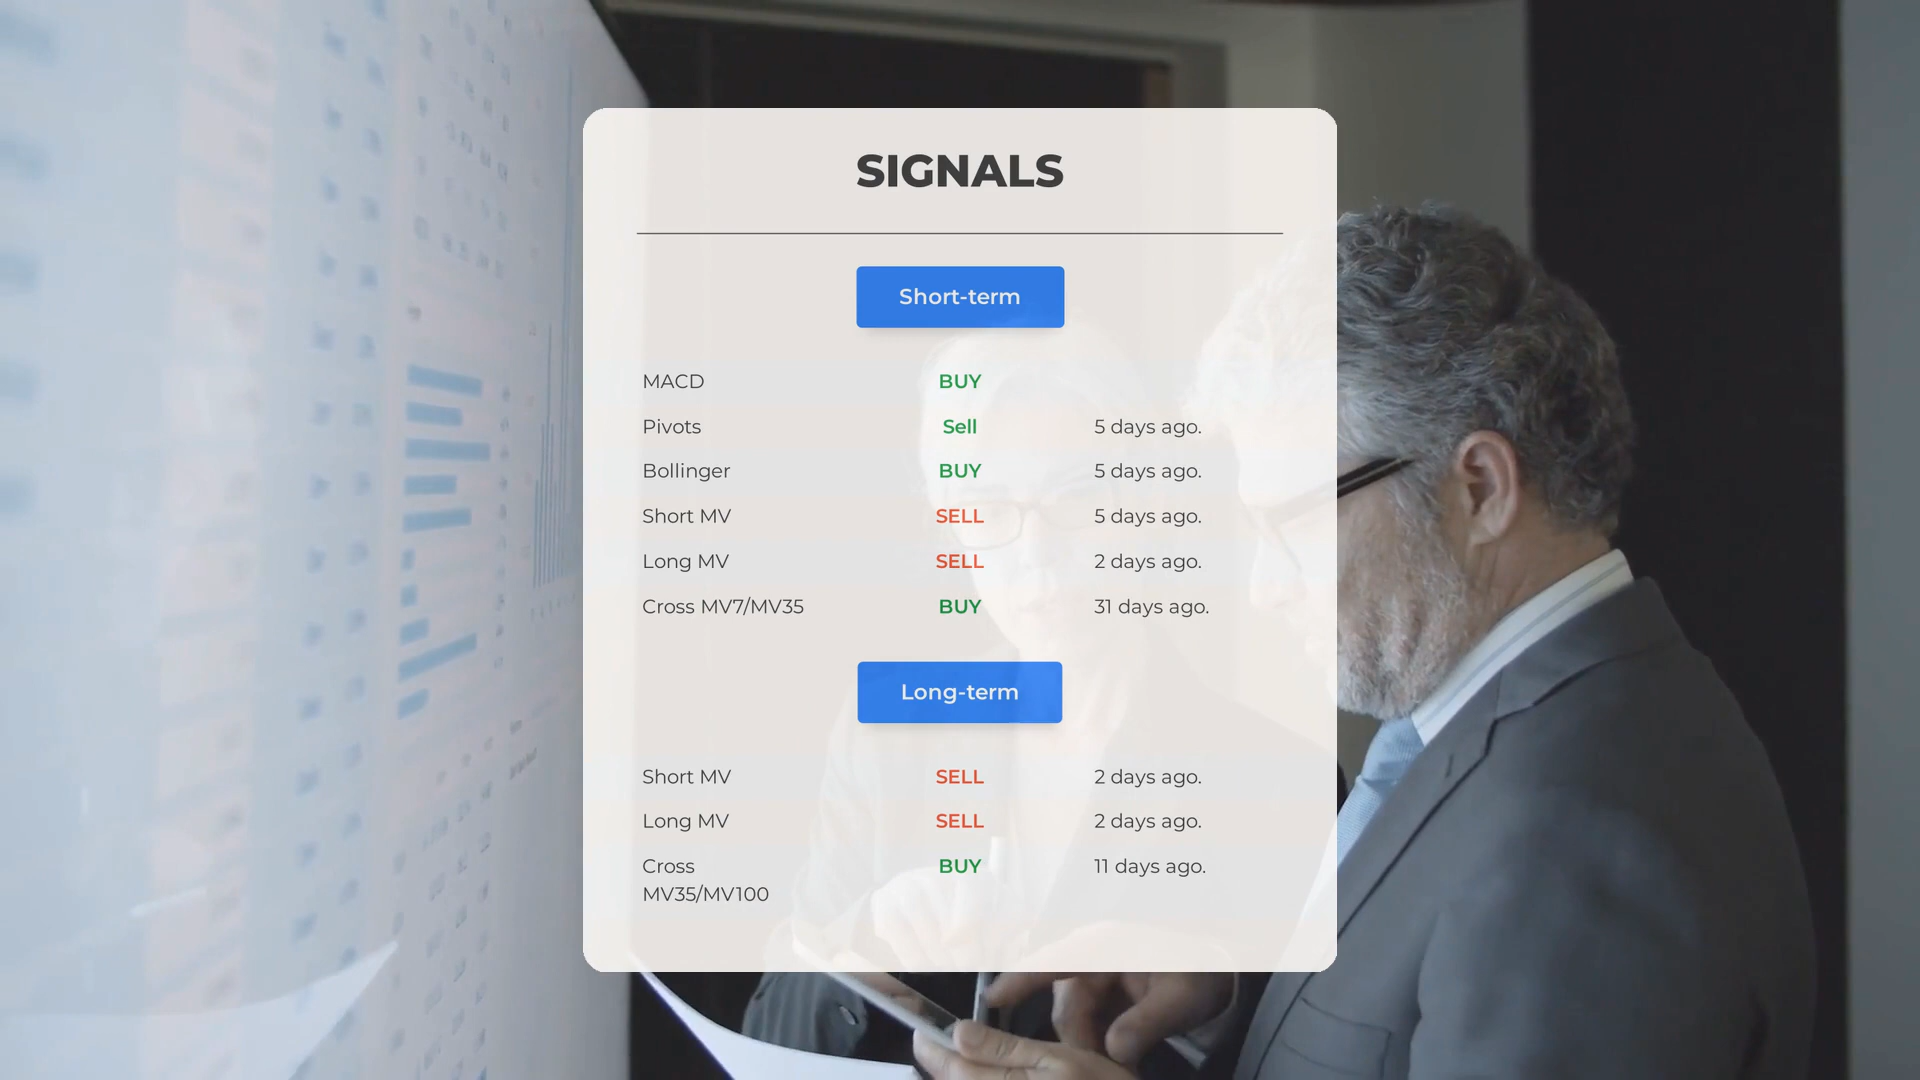 SIGNALS
Short-term
MACD BUY
Pivots Sell 5 days ago.
Bollinger BUY 5 days ago.
Short MV SELL 5 days ago.
Long MV SELL 2 days ago.
Cross MV7/MV35 BUY 31 days ago.
Long-term
Short MV SELL 2 days ago.
Long MV SELL 2 days ago.
Cross BUY 11 days ago.
MV35/MV100